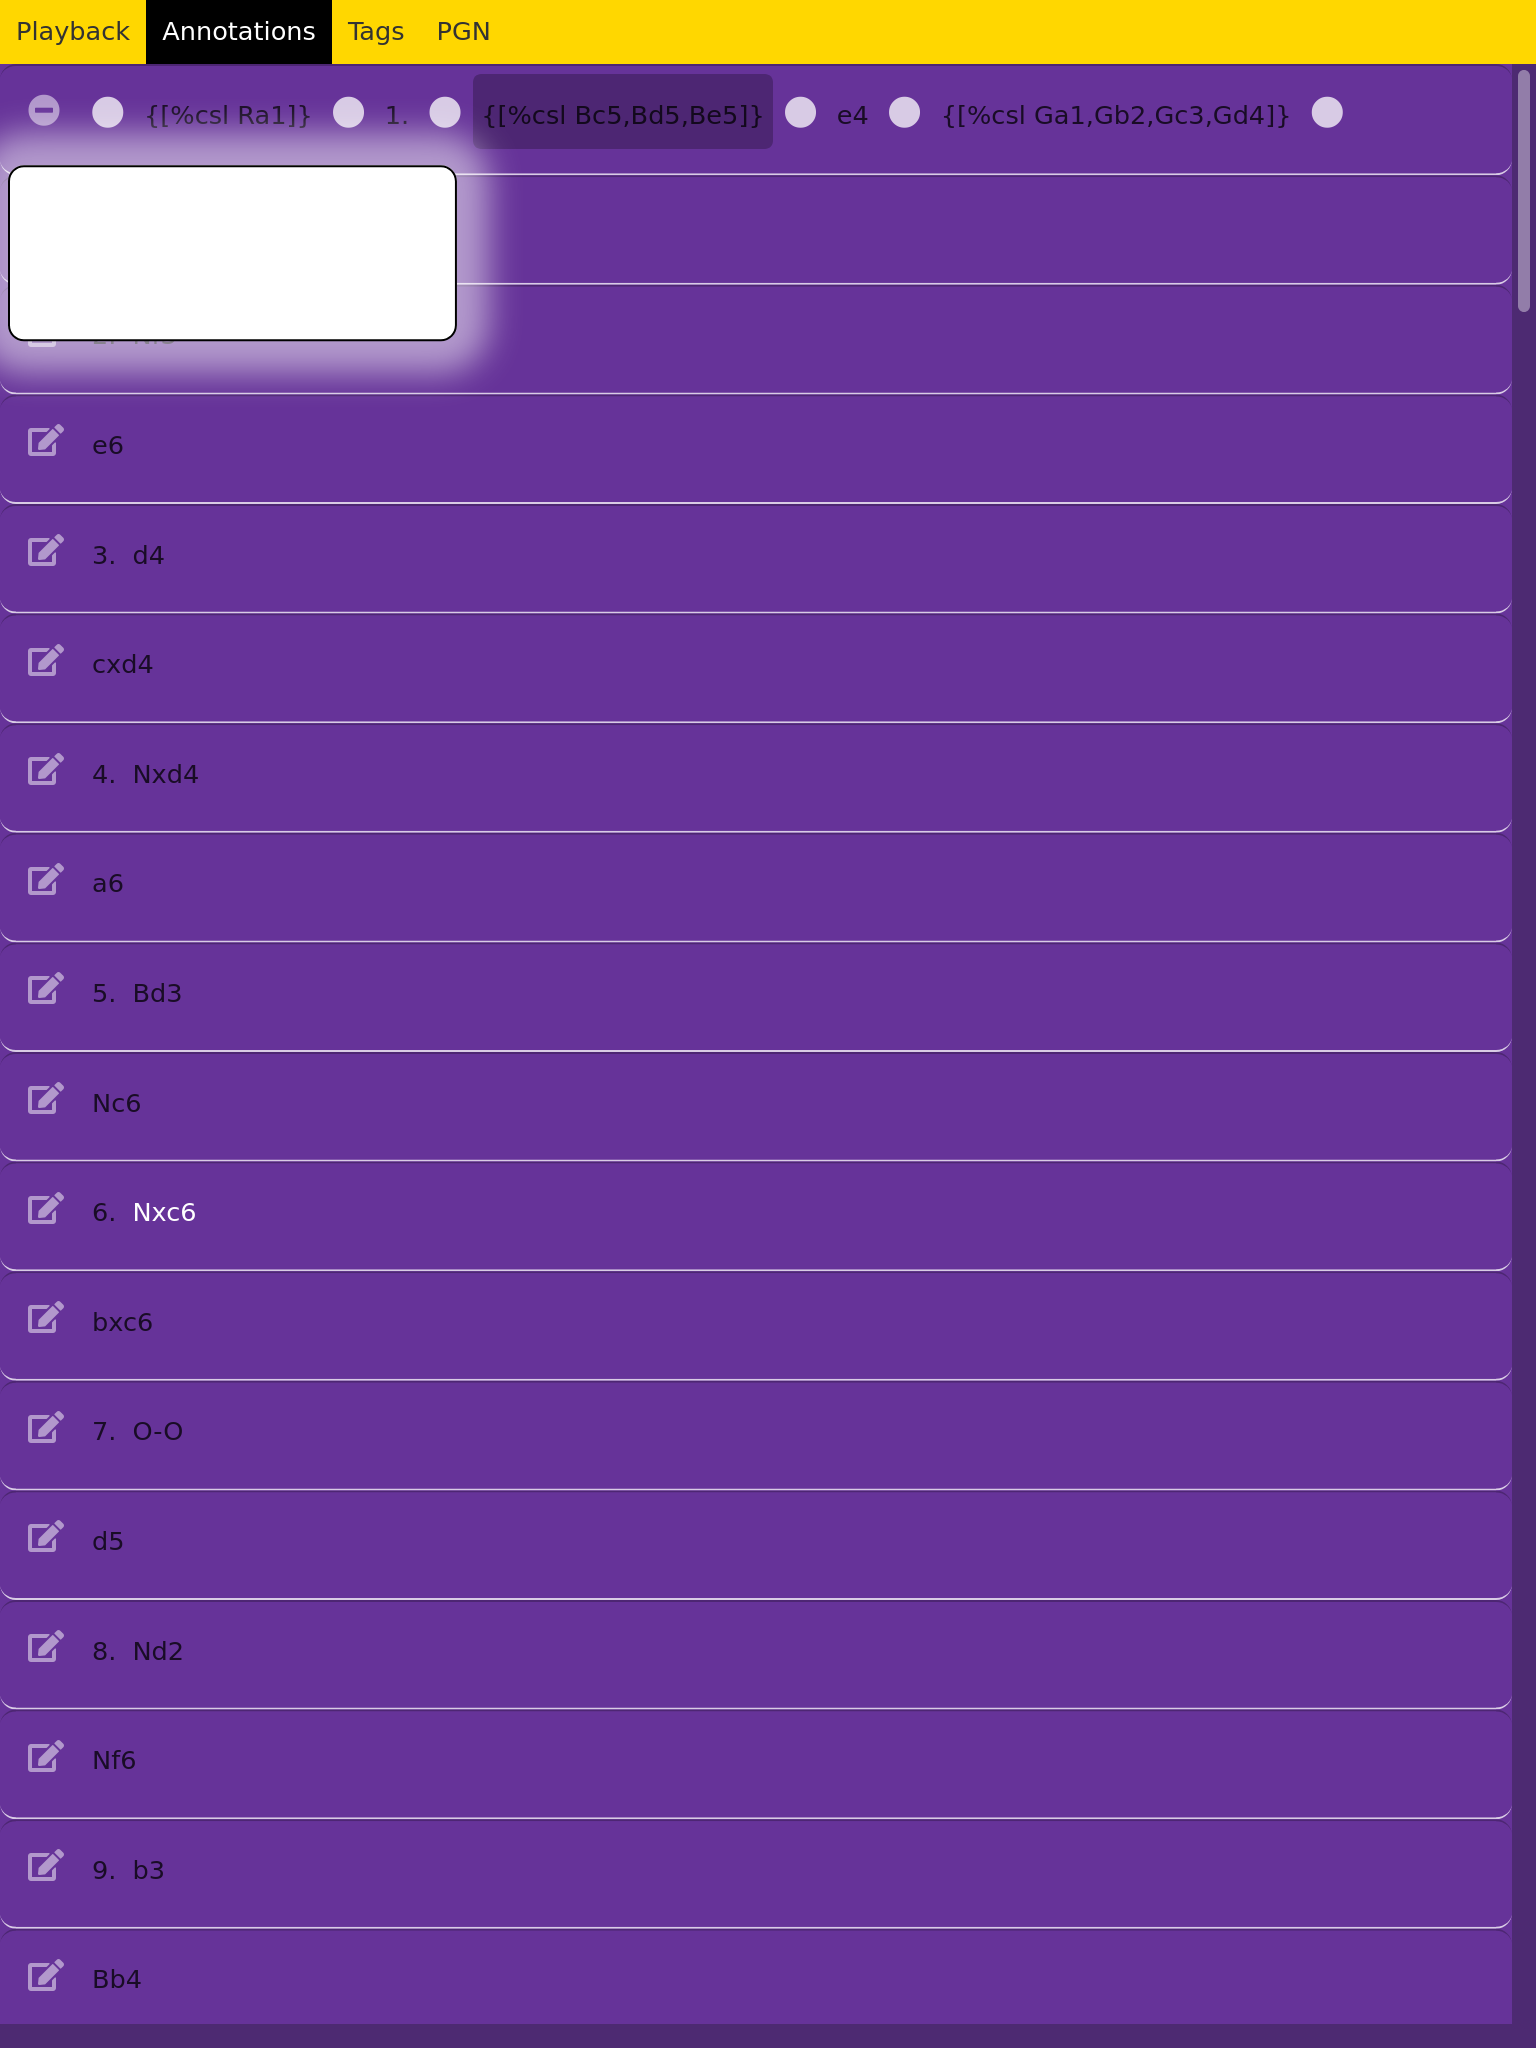 Playback Annotations Tags PGN
{[%csl Ra1]} 1. {[%csl Bc5,Bd5,Be5]} e4 {[%csl Ga1,Gb2,Gc3,Gd4]}
e6
3. d4
cxd4
4. Nxd4
a6
5. Bd3
Nc6
6. Nxc6
bxc6
7. O-O
d5
8. Nd2
Nf6
9. b3
Bb4